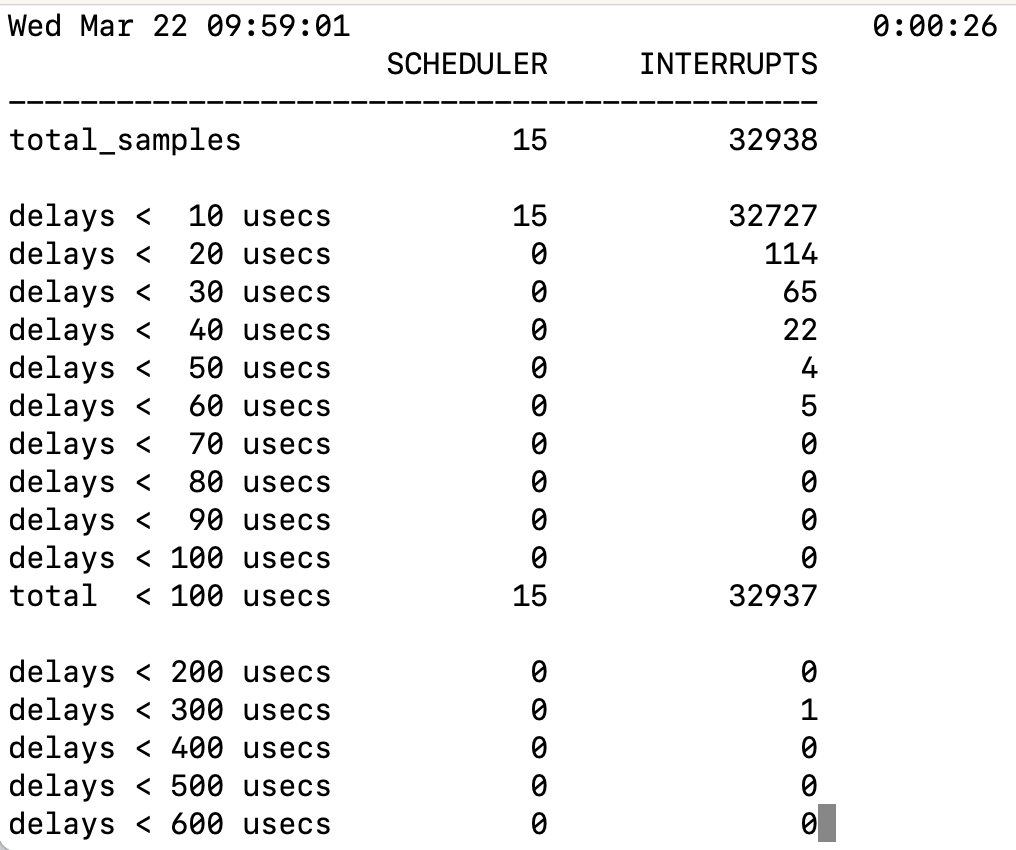 Wed Mar 22 09:59:01                             0:00:26
                     SCHEDULER     INTERRUPTS
---------------------------------------------
total_samples               15          32938

delays <  10 usecs          15          32727
delays <  20 usecs           0            114
delays <  30 usecs           0             65
delays <  40 usecs           0             22
delays <  50 usecs           0              4
delays <  60 usecs           0              5
delays <  70 usecs           0              0
delays <  80 usecs           0              0
delays <  90 usecs           0              0
delays < 100 usecs           0              0
total  < 100 usecs          15          32937

delays < 200 usecs           0              0
delays < 300 usecs           0              1
delays < 400 usecs           0              0
delays < 500 usecs           0              0
delays < 600 usecs           0              0